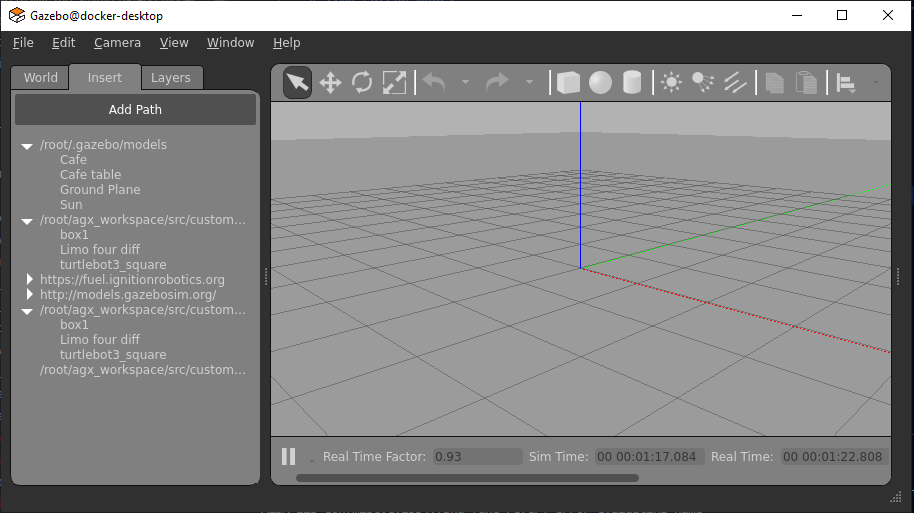 Gazebo@docker-desktop
File Edit Camera View Window Help
World Insert Layers
Add Path
/root/.gazebo/models
Cafe
Cafe table
Ground Plane
Sun
/root/agx_workspace/src/custom...
box1
Limo four diff
turtlebot3_square
https://fuel.ignitionrobotics.org
http://models.gazebosim.org/
/root/agx_workspace/src/custom...
box1
Limo four diff
turtlebot3_square
/root/agx_workspace/src/custom...
Real Time Factor: 0.93 Sim Time: 00 00:01:17.084 Real Time: 00 00:01:22.808